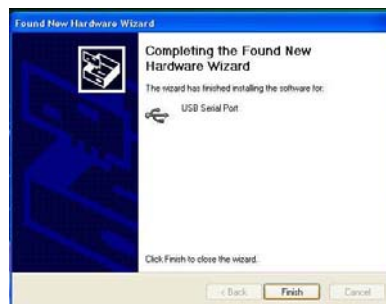 Found New Hardware Wizard
Completing the Found New
Hardware Wizard
The wizard has finished installing the software for:
USB Serial Port
Click Finish to close the wizard.
< Back
Finish
Cancel